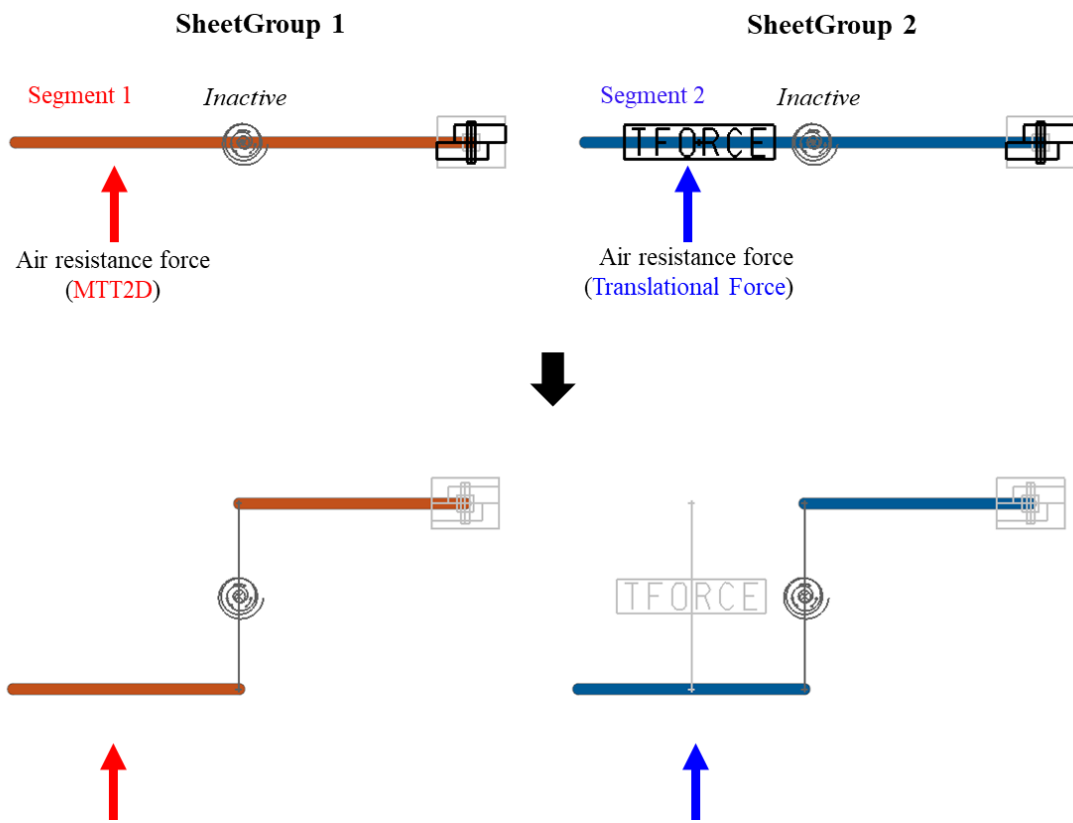 SheetGroup 1
SheetGroup 2
Segment 1
Inactive
Segment 2
Inactive
TFORCE
Air resistance force
(MTT2D)
Air resistance force
(Translational Force)
TFORCE